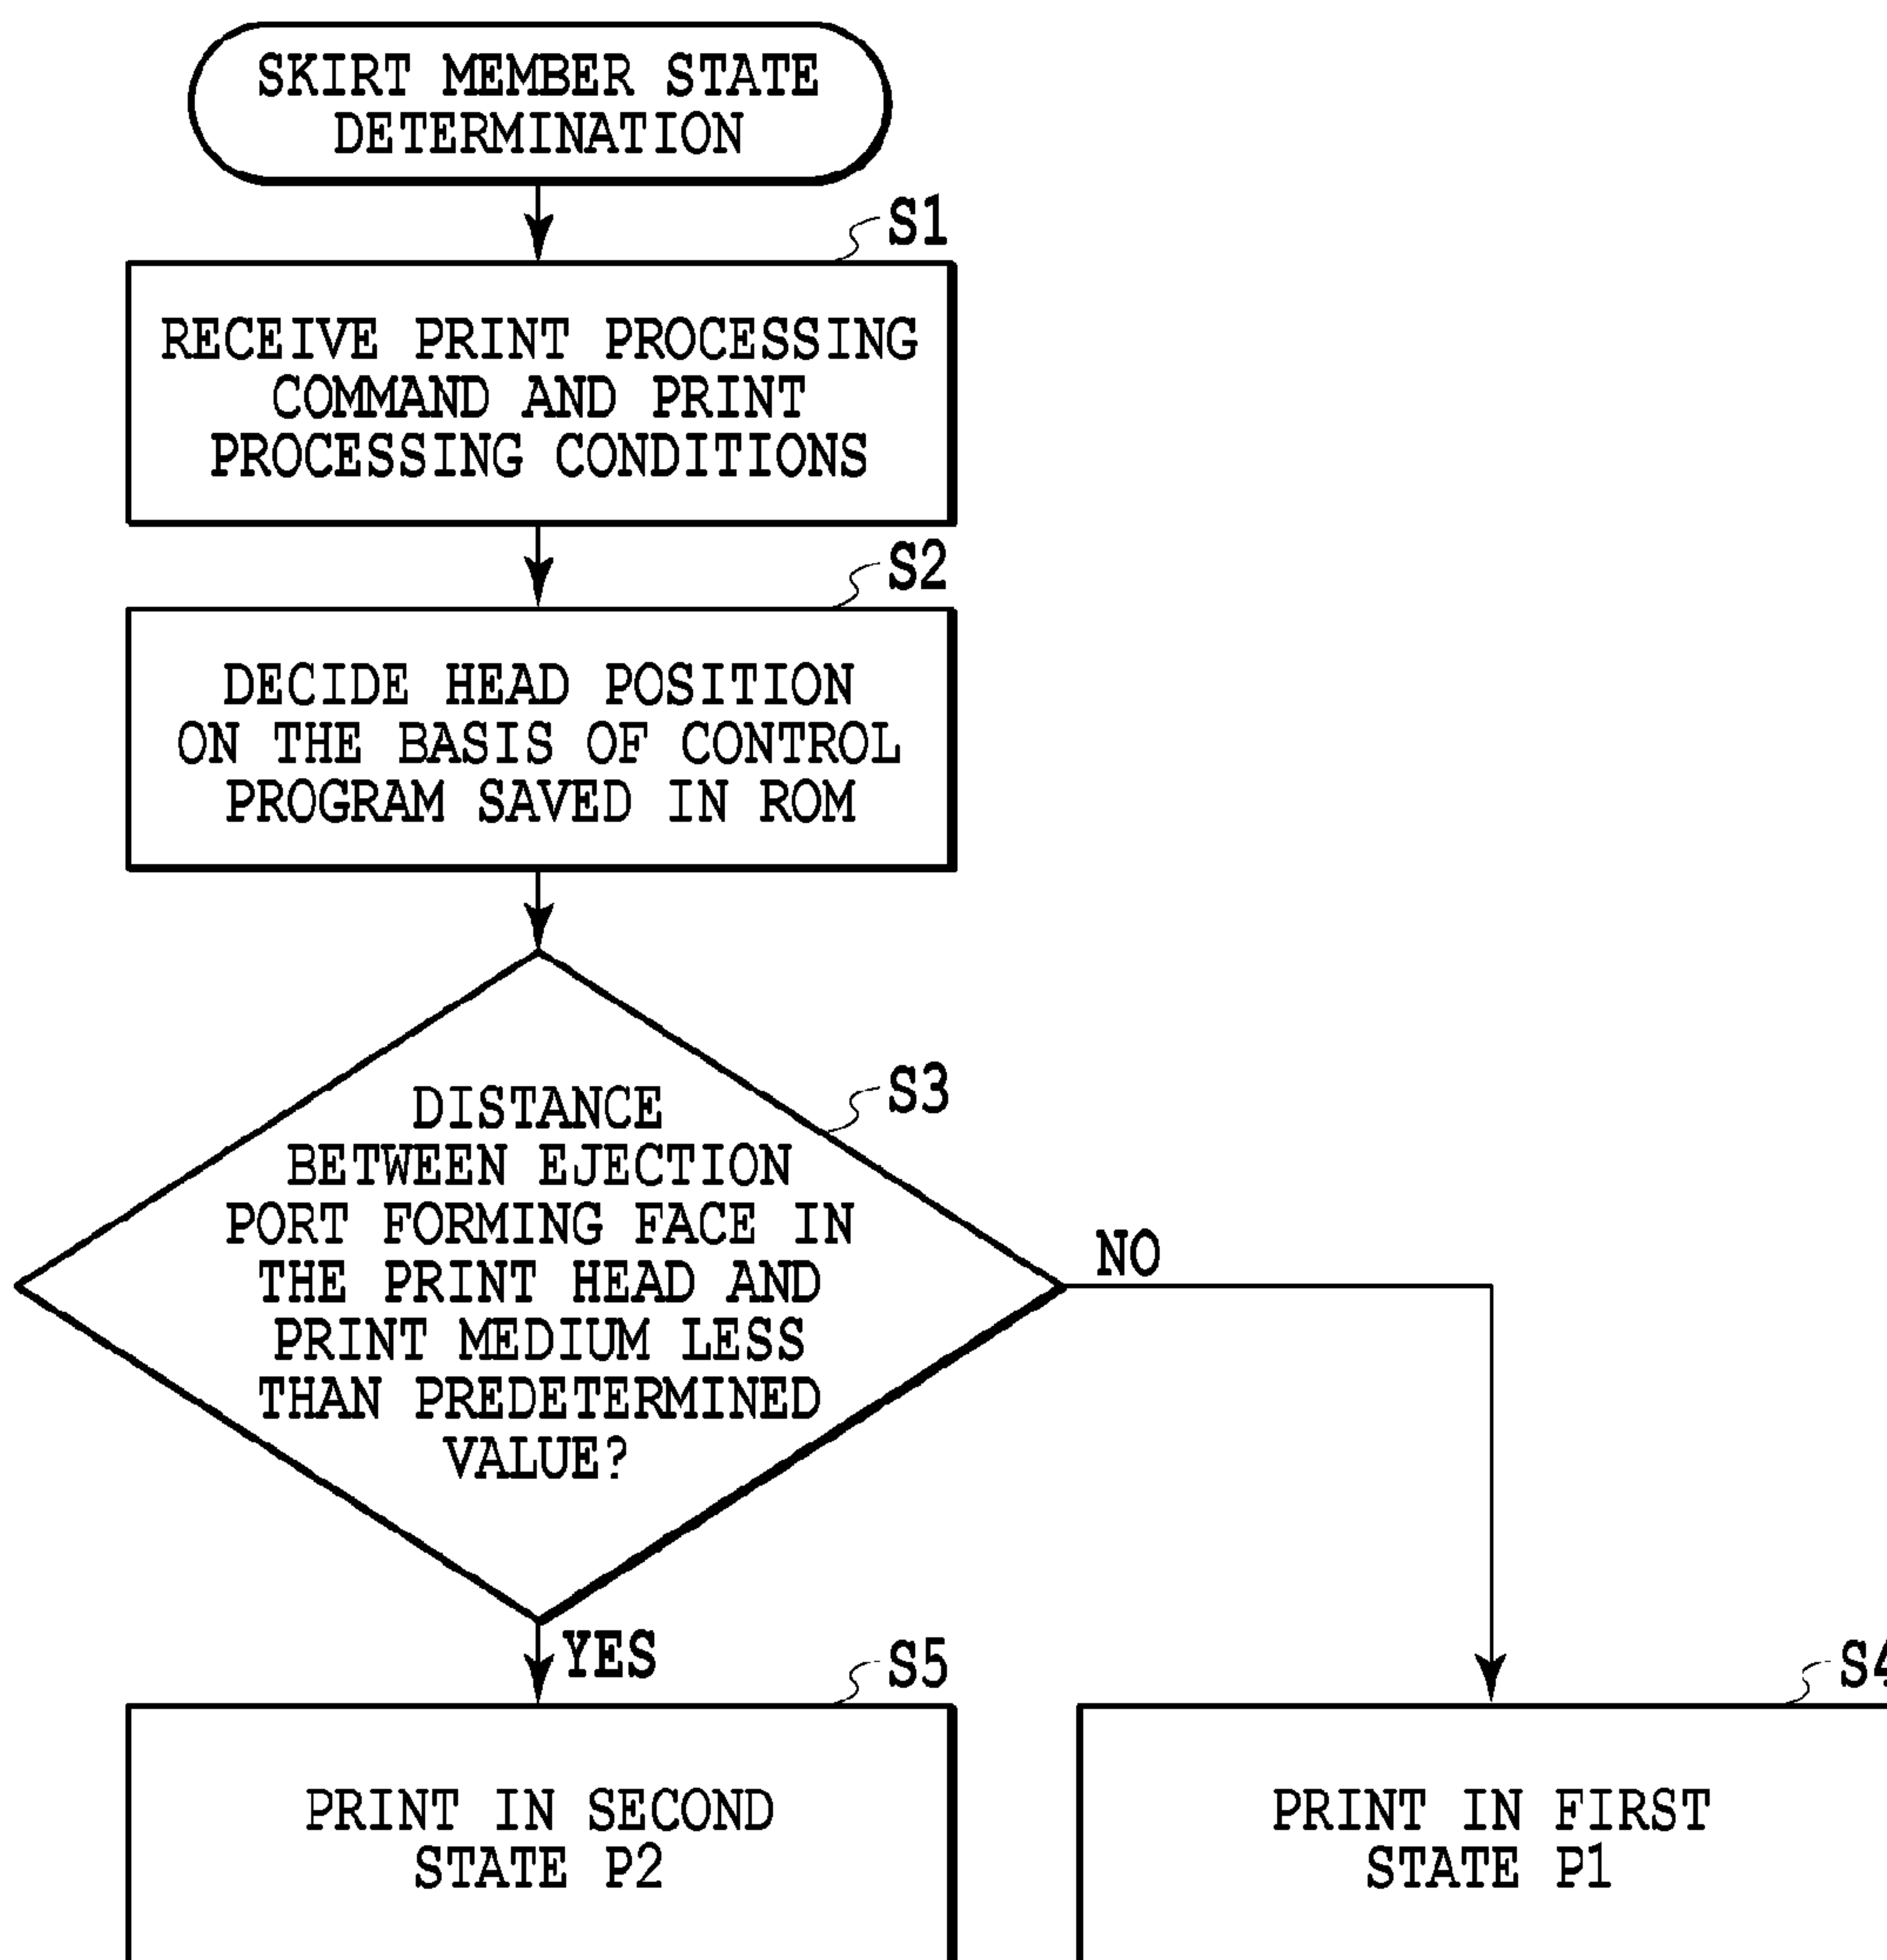 SKIRT MEMBER STATE
DETERMINATION
S1
RECEIVE PRINT PROCESSING
COMMAND AND PRINT
PROCESSING CONDITIONS
S2
DECIDE HEAD POSITION
ON THE BASIS OF CONTROL
PROGRAM SAVED IN ROM
S3
DISTANCE
BETWEEN EJECTION
PORT FORMING FACE IN
THE PRINT HEAD AND
PRINT MEDIUM LESS
THAN PREDETERMINED
VALUE?
NO
YES
S5
PRINT IN SECOND
STATE P2
S4
PRINT IN FIRST
STATE P1